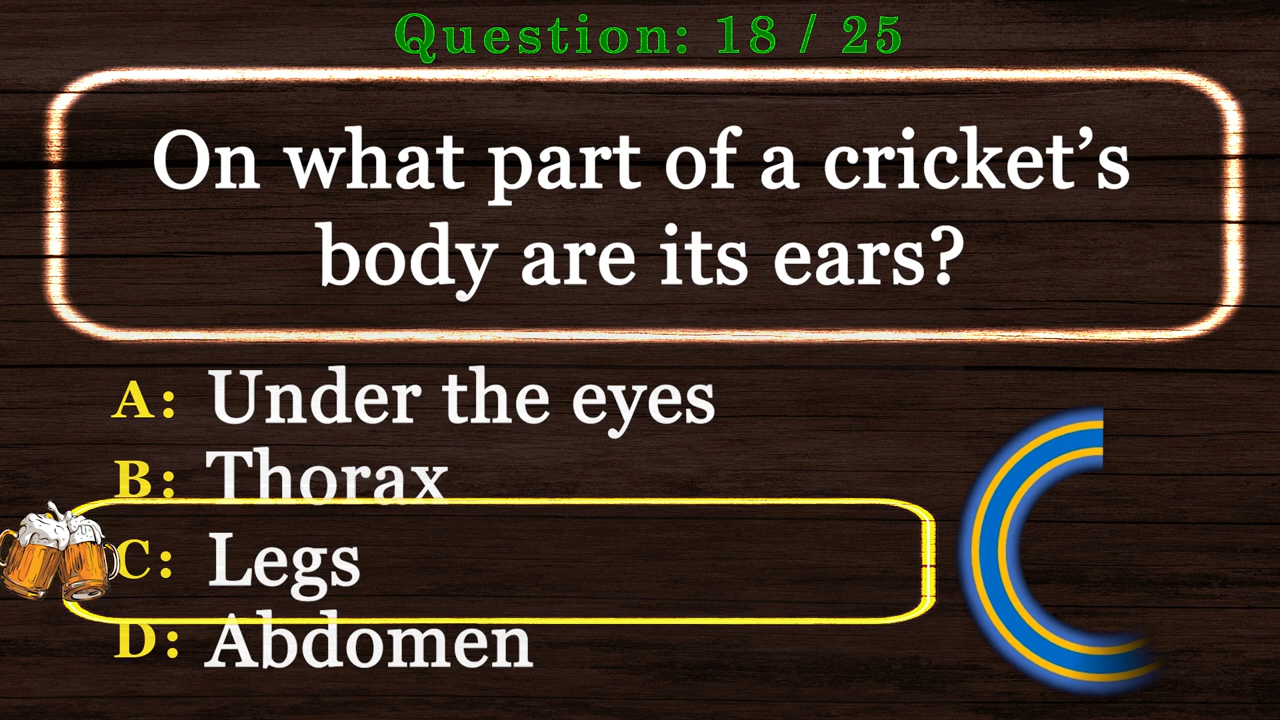 Question: 18 / 25
On what part of a cricket’s
body are its ears?
A: Under the eyes
B: Thorax
C: Legs
D: Abdomen